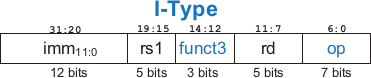 I-Type
31:20 19:15 14:12 11:7 6:0
imm11:0 rs1 funct3 rd op
12 bits 5 bits 3 bits 5 bits 7 bits